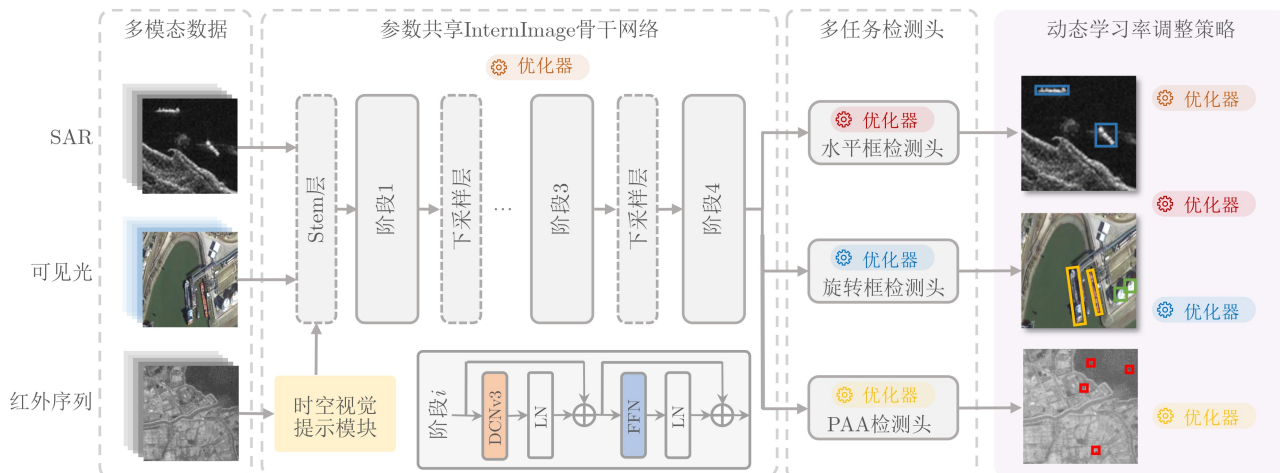 多模态数据
参数共享InternImage骨干网络
多任务检测头
动态学习率调整策略
优化器
SAR
可见光
红外序列
Stem层
阶段1
下采样层
...
阶段3
下采样层
阶段4
时空视觉
提示模块
阶段i
DCNv3
LN
FFN
LN
优化器
水平框检测头
优化器
旋转框检测头
优化器
PAA检测头
优化器
优化器
优化器
优化器